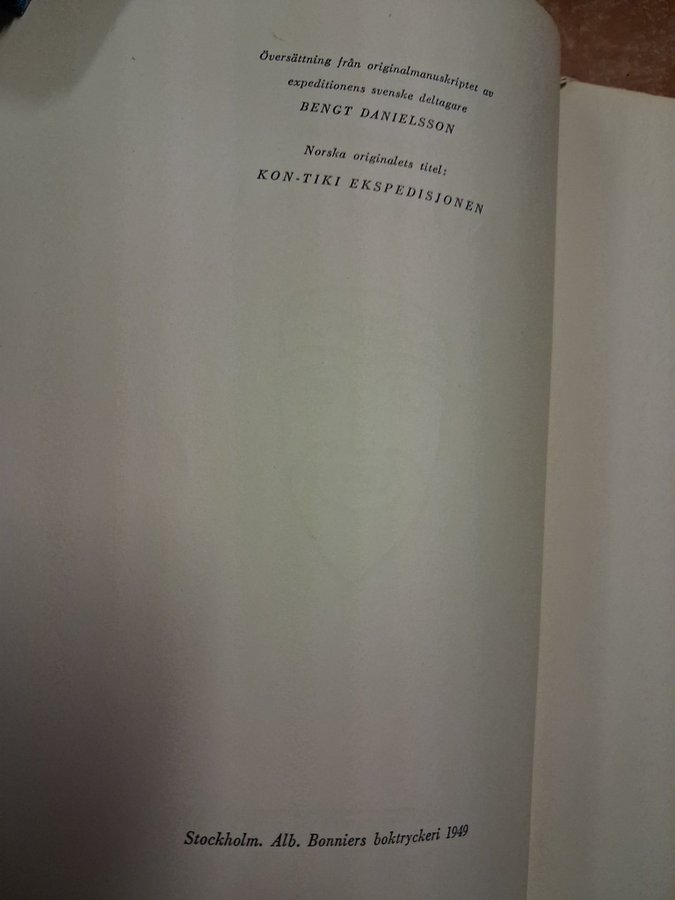 Översättning från originalmanuskriptet av
expeditionens svenske deltagare
BENGT DANIELSSON
Norska originalets titel:
KON-TIKI EKSPEDISJONEN
Stockholm. Alb. Bonniers boktryckeri 1949